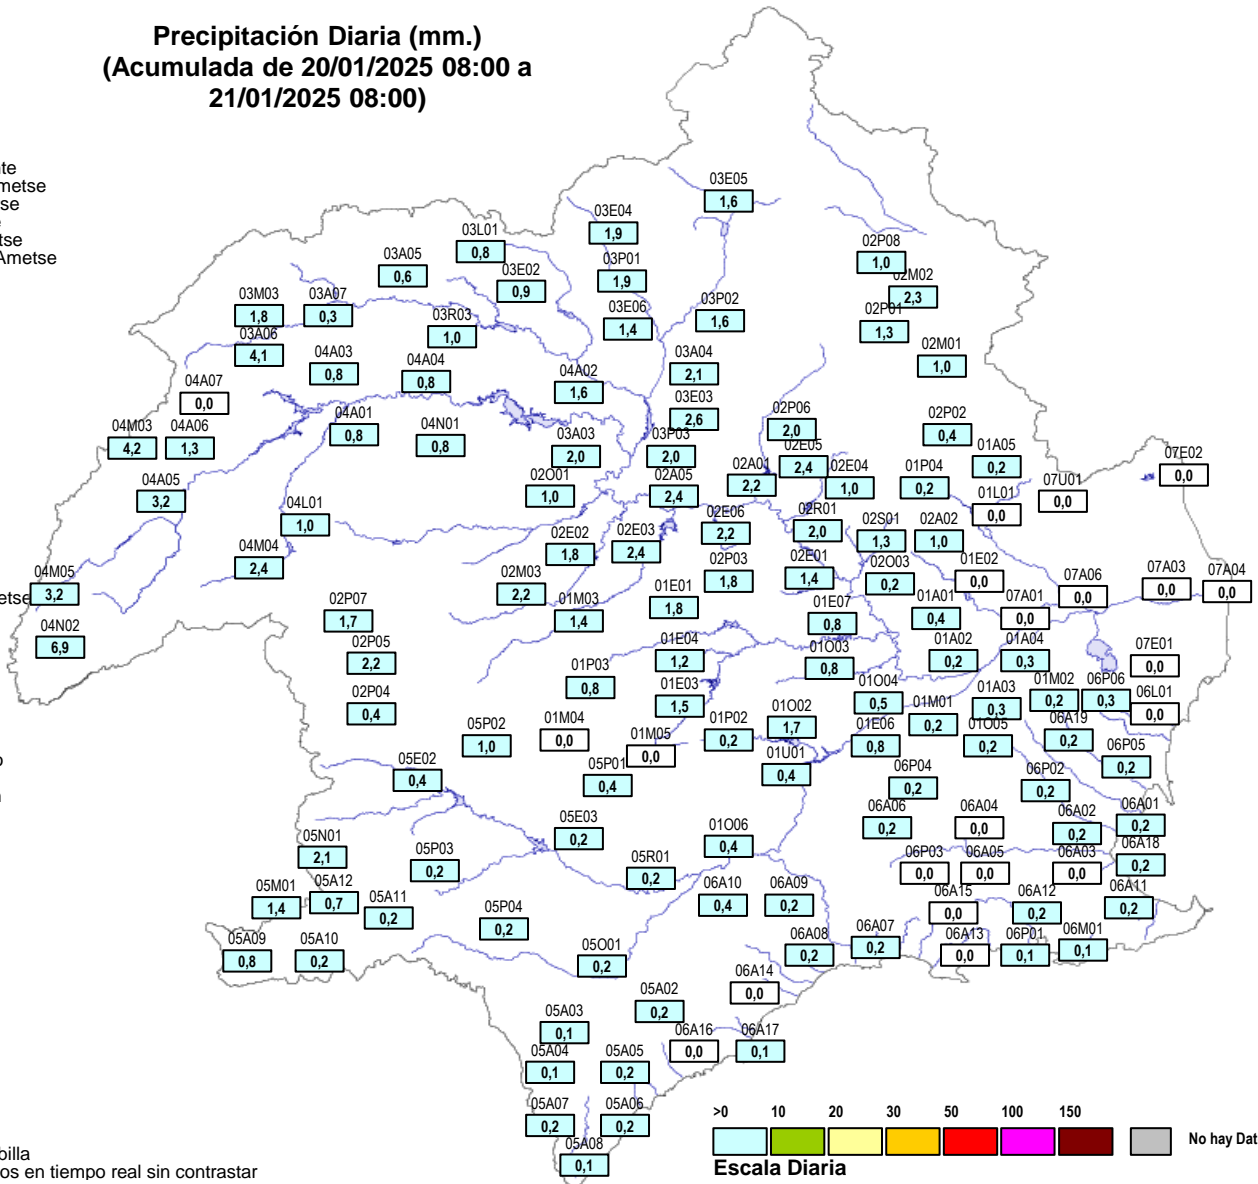 Precipitación Diaria (mm.)
(Acumulada de 20/01/2025 08:00 a
21/01/2025 08:00)
nte
metse
tse
e
tse
Ametse
03E05
1,6
03E04
1,9
03L01
0,8
03A05
0,6
03E02
0,9
03P01
1,9
02P08
1,0
02M02
2,3
03M03
1,8
03A07
0,3
03R03
1,0
03E06
1,4
03P02
1,6
02P01
1,3
03A06
4,1
04A03
0,8
04A04
0,8
04A02
1,6
03A04
2,1
02M01
1,0
04A07
0,0
03E03
2,6
04M03
4,2
04A06
1,3
04A01
0,8
04N01
0,8
03A03
2,0
03P03
2,0
02P06
2,0
02P02
0,4
02E05
2,4
01A05
0,2
07E02
0,0
04A05
3,2
02O01
1,0
02A05
2,4
02A01
2,2
02E04
1,0
01P04
0,2
07U01
0,0
01L01
0,0
04L01
1,0
02E06
2,2
02R01
2,0
02S01
1,3
02A02
1,0
02E02
1,8
02E03
2,4
04M04
2,4
04M05
3,2
etse
02M03
2,2
02P03
1,8
02E01
1,4
02O03
0,2
01E02
0,0
07A06
0,0
07A03
0,0
07A04
0,0
04N02
6,9
02P07
1,7
01M03
1,4
01E01
1,8
01E07
0,8
01A01
0,4
07A01
0,0
02P05
2,2
01E04
1,2
01O03
0,8
01A02
0,2
01A04
0,3
07E01
0,0
02P04
0,4
01P03
0,8
01E03
1,5
01O04
0,5
01A03
0,3
01M02
0,2
06P06
0,3
06L01
0,0
05P02
1,0
01M04
0,0
01M05
0,0
01P02
0,2
01O02
1,7
01E06
0,8
01M01
0,2
01O05
0,2
06A19
0,2
o
05E02
0,4
05P01
0,4
01U01
0,4
06P04
0,2
06P02
0,2
06P05
0,2
05E03
0,2
01O06
0,4
06A06
0,2
06A04
0,0
06A02
0,2
06A01
0,2
05N01
2,1
05P03
0,2
05R01
0,2
06P03
0,0
06A05
0,0
06A03
0,0
06A18
0,2
05M01
1,4
05A12
0,7
05A11
0,2
06A10
0,4
06A09
0,2
06A15
0,0
06A12
0,2
06A11
0,2
05A09
0,8
05A10
0,2
05P04
0,2
05O01
0,2
06A08
0,2
06A07
0,2
06A13
0,0
06P01
0,1
06M01
0,1
06A14
0,0
05A02
0,2
05A03
0,1
06A16
0,0
06A17
0,1
05A04
0,1
05A05
0,2
05A07
0,2
05A06
0,2
05A08
0,1
>0 10 20 30 50 100 150
No hay Dat
Escala Diaria
billa
os en tiempo real sin contrastar